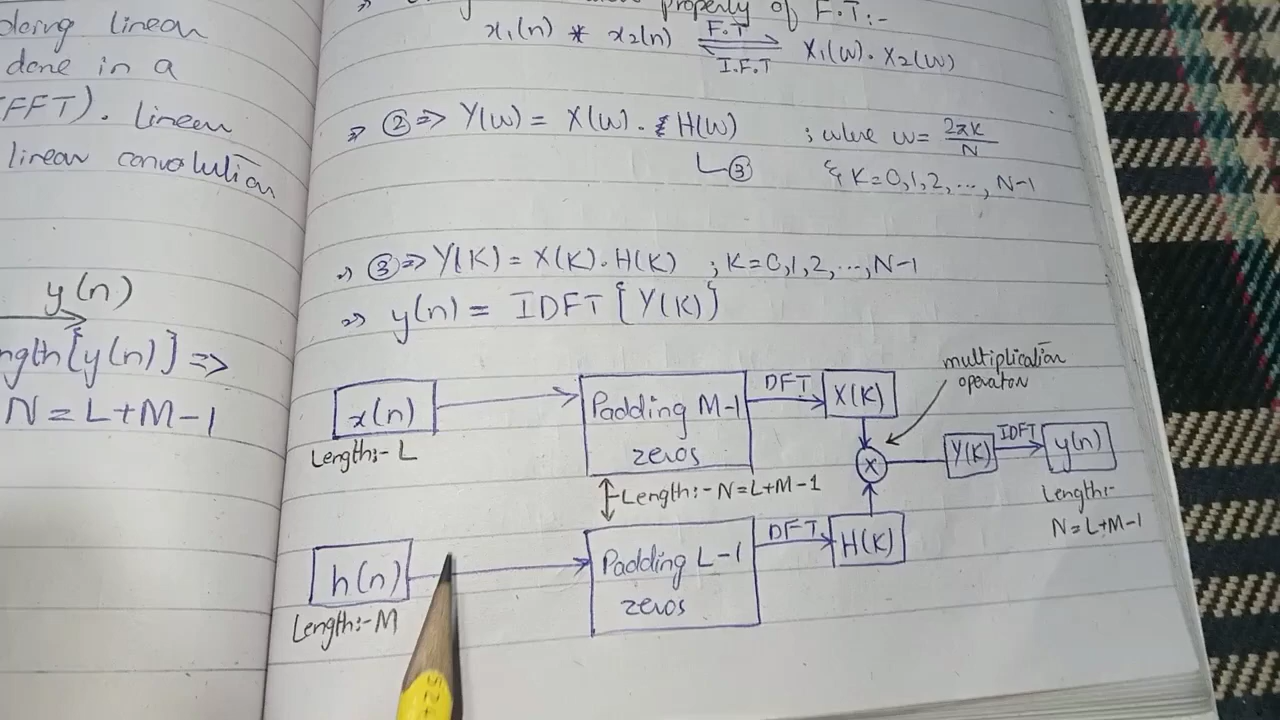 doing linear
done in a
FFT). Linear
linear convolution
y(n)
ngth[y(n)] =>
N = L+M-1
property of F.T:-
x₁(n) * x₂(n) F.T I.F.T X₁(w). X₂(w)
=> ② => Y(w) = X(w). H(w) ; where w = 2πK/N
↳ ③ & K=0,1,2,...,N-1
=> ③ => Y(K) = X(K). H(K) ; K=0,1,2,...,N-1
=> y(n) = IDFT {Y(K)}
multiplication
operaton
x(n) Padding M-1 zeros DFT X(K)
Length:- L
X Y(K) IDFT y(n)
Length:- N=L+M-1
Length:-
N=L+M-1
h(n) Padding L-1 zeros DFT H(K)
Length:- M
52